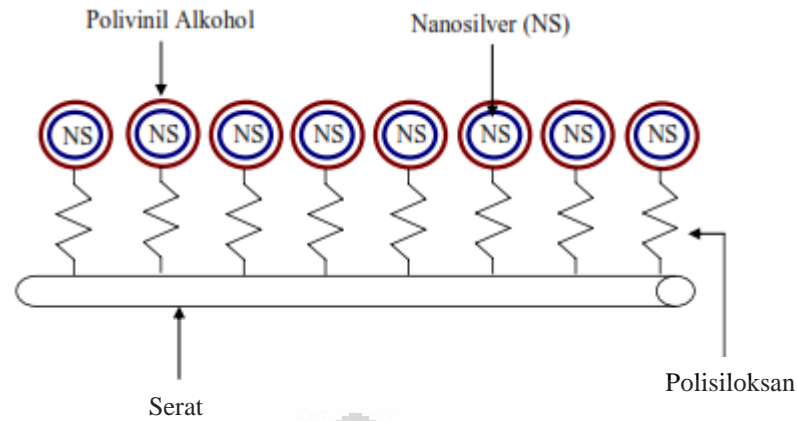 Polivinil Alkohol
Nanosilver (NS)
NS NS NS NS NS NS NS NS
Polisiloksan
Serat